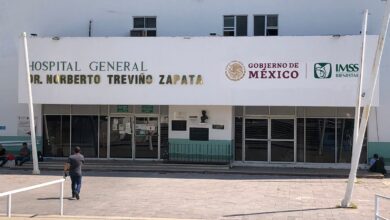 HOSPITAL GENERAL
DR. NORBERTO TREVIÑO ZAPATA
GOBIERNO DE
MÉXICO
IMSS
BIENESTAR